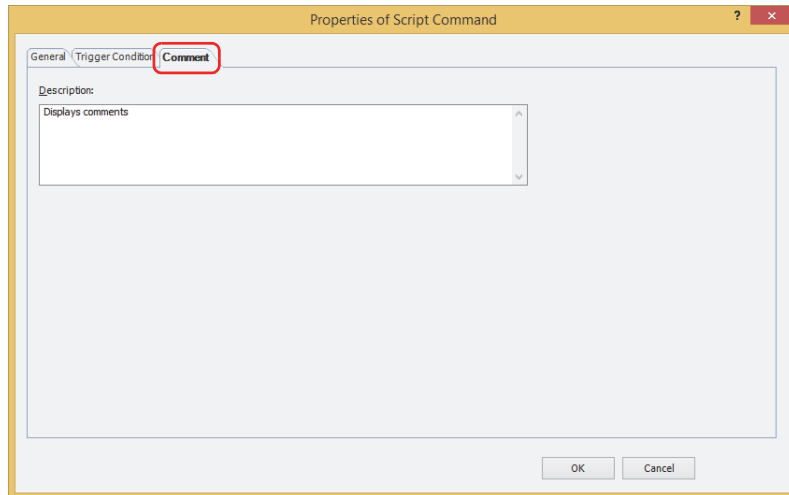 Properties of Script Command
?
General Trigger Condition Comment
Description:
Displays comments
OK Cancel